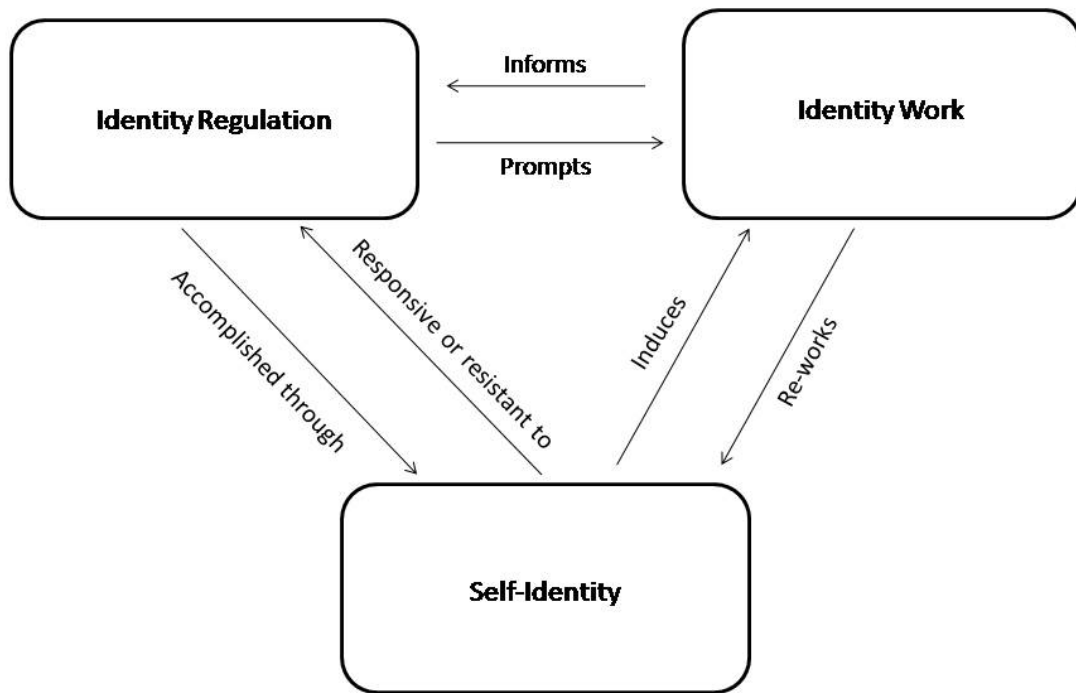 Informs
Identity Regulation
Identity Work
Prompts
Accomplished through
Responsive or resistant to
Induces
Re-works
Self-Identity